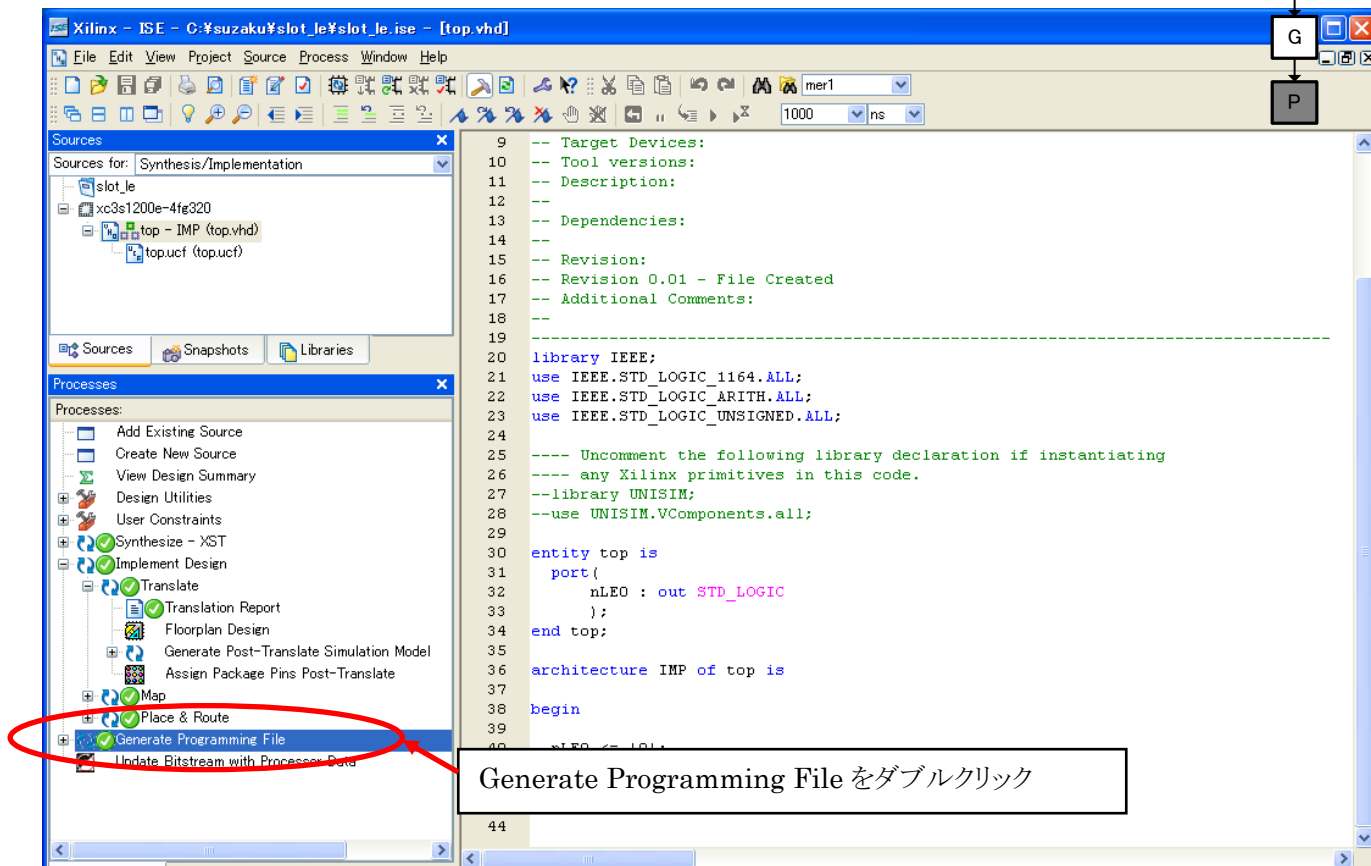 Xilinx - ISE - C:¥suzaku¥slot_le¥slot_le.ise - [top.vhd]
G
P
File Edit View Project Source Process Window Help
mer1
1000 ns
Sources
Sources for: Synthesis/Implementation
slot_le
xc3s1200e-4fg320
top - IMP (top.vhd)
top.ucf (top.ucf)
Sources Snapshots Libraries
Processes
Processes:
Add Existing Source
Create New Source
View Design Summary
Design Utilities
User Constraints
Synthesize - XST
Implement Design
Translate
Translation Report
Floorplan Design
Generate Post-Translate Simulation Model
Assign Package Pins Post-Translate
Map
Place & Route
Generate Programming File
Update Bitstream with Processor Data
9 -- Target Devices:
10 -- Tool versions:
11 -- Description:
12 --
13 -- Dependencies:
14 --
15 -- Revision:
16 -- Revision 0.01 - File Created
17 -- Additional Comments:
18 --
19 ----------------------------------------------------------------------------------
20 library IEEE;
21 use IEEE.STD_LOGIC_1164.ALL;
22 use IEEE.STD_LOGIC_ARITH.ALL;
23 use IEEE.STD_LOGIC_UNSIGNED.ALL;
24
25 ---- Uncomment the following library declaration if instantiating
26 ---- any Xilinx primitives in this code.
27 --library UNISIM;
28 --use UNISIM.VComponents.all;
29
30 entity top is
31 port(
32 nLE0 : out STD_LOGIC
33 );
34 end top;
35
36 architecture IMP of top is
37
38 begin
39
40 nLE0 <= '0';
Generate Programming File をダブルクリック
44